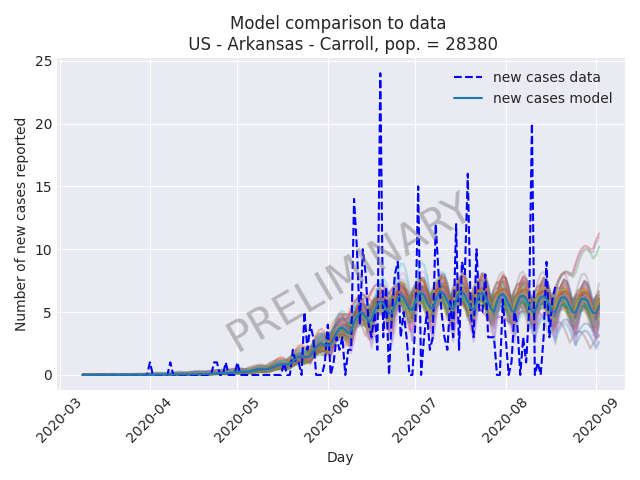 Model comparison to data
US - Arkansas - Carroll, pop. = 28380
new cases data
new cases model
Number of new cases reported
25
20
15
10
5
0
PRELIMINARY
2020-03
2020-04
2020-05
2020-06
2020-07
2020-08
2020-09
Day